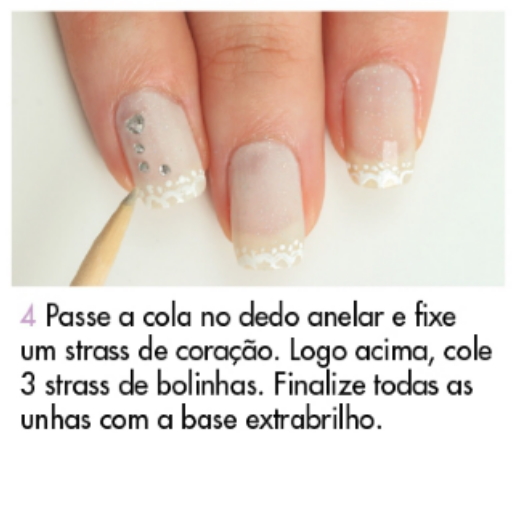 4 Passe a cola no dedo anelar e fixe
um strass de coração. Logo acima, cole
3 strass de bolinhas. Finalize todas as
unhas com a base extrabrilho.